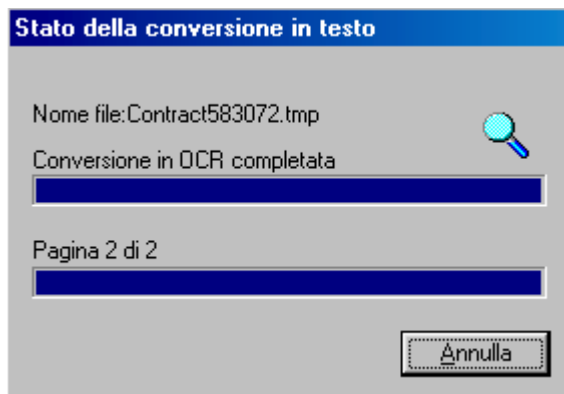 Stato della conversione in testo
Nome file:Contract583072.tmp
Conversione in OCR completata
Pagina 2 di 2
Annulla